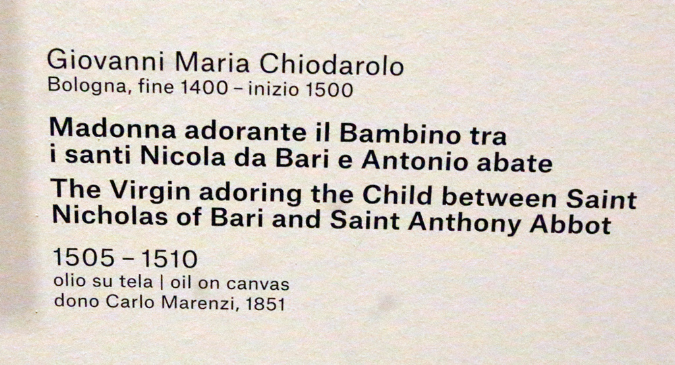 Giovanni Maria Chiodarolo
Bologna, fine 1400 – inizio 1500
Madonna adorante il Bambino tra
i santi Nicola da Bari e Antonio abate
The Virgin adoring the Child between Saint
Nicholas of Bari and Saint Anthony Abbot
1505 – 1510
olio su tela | oil on canvas
dono Carlo Marenzi, 1851